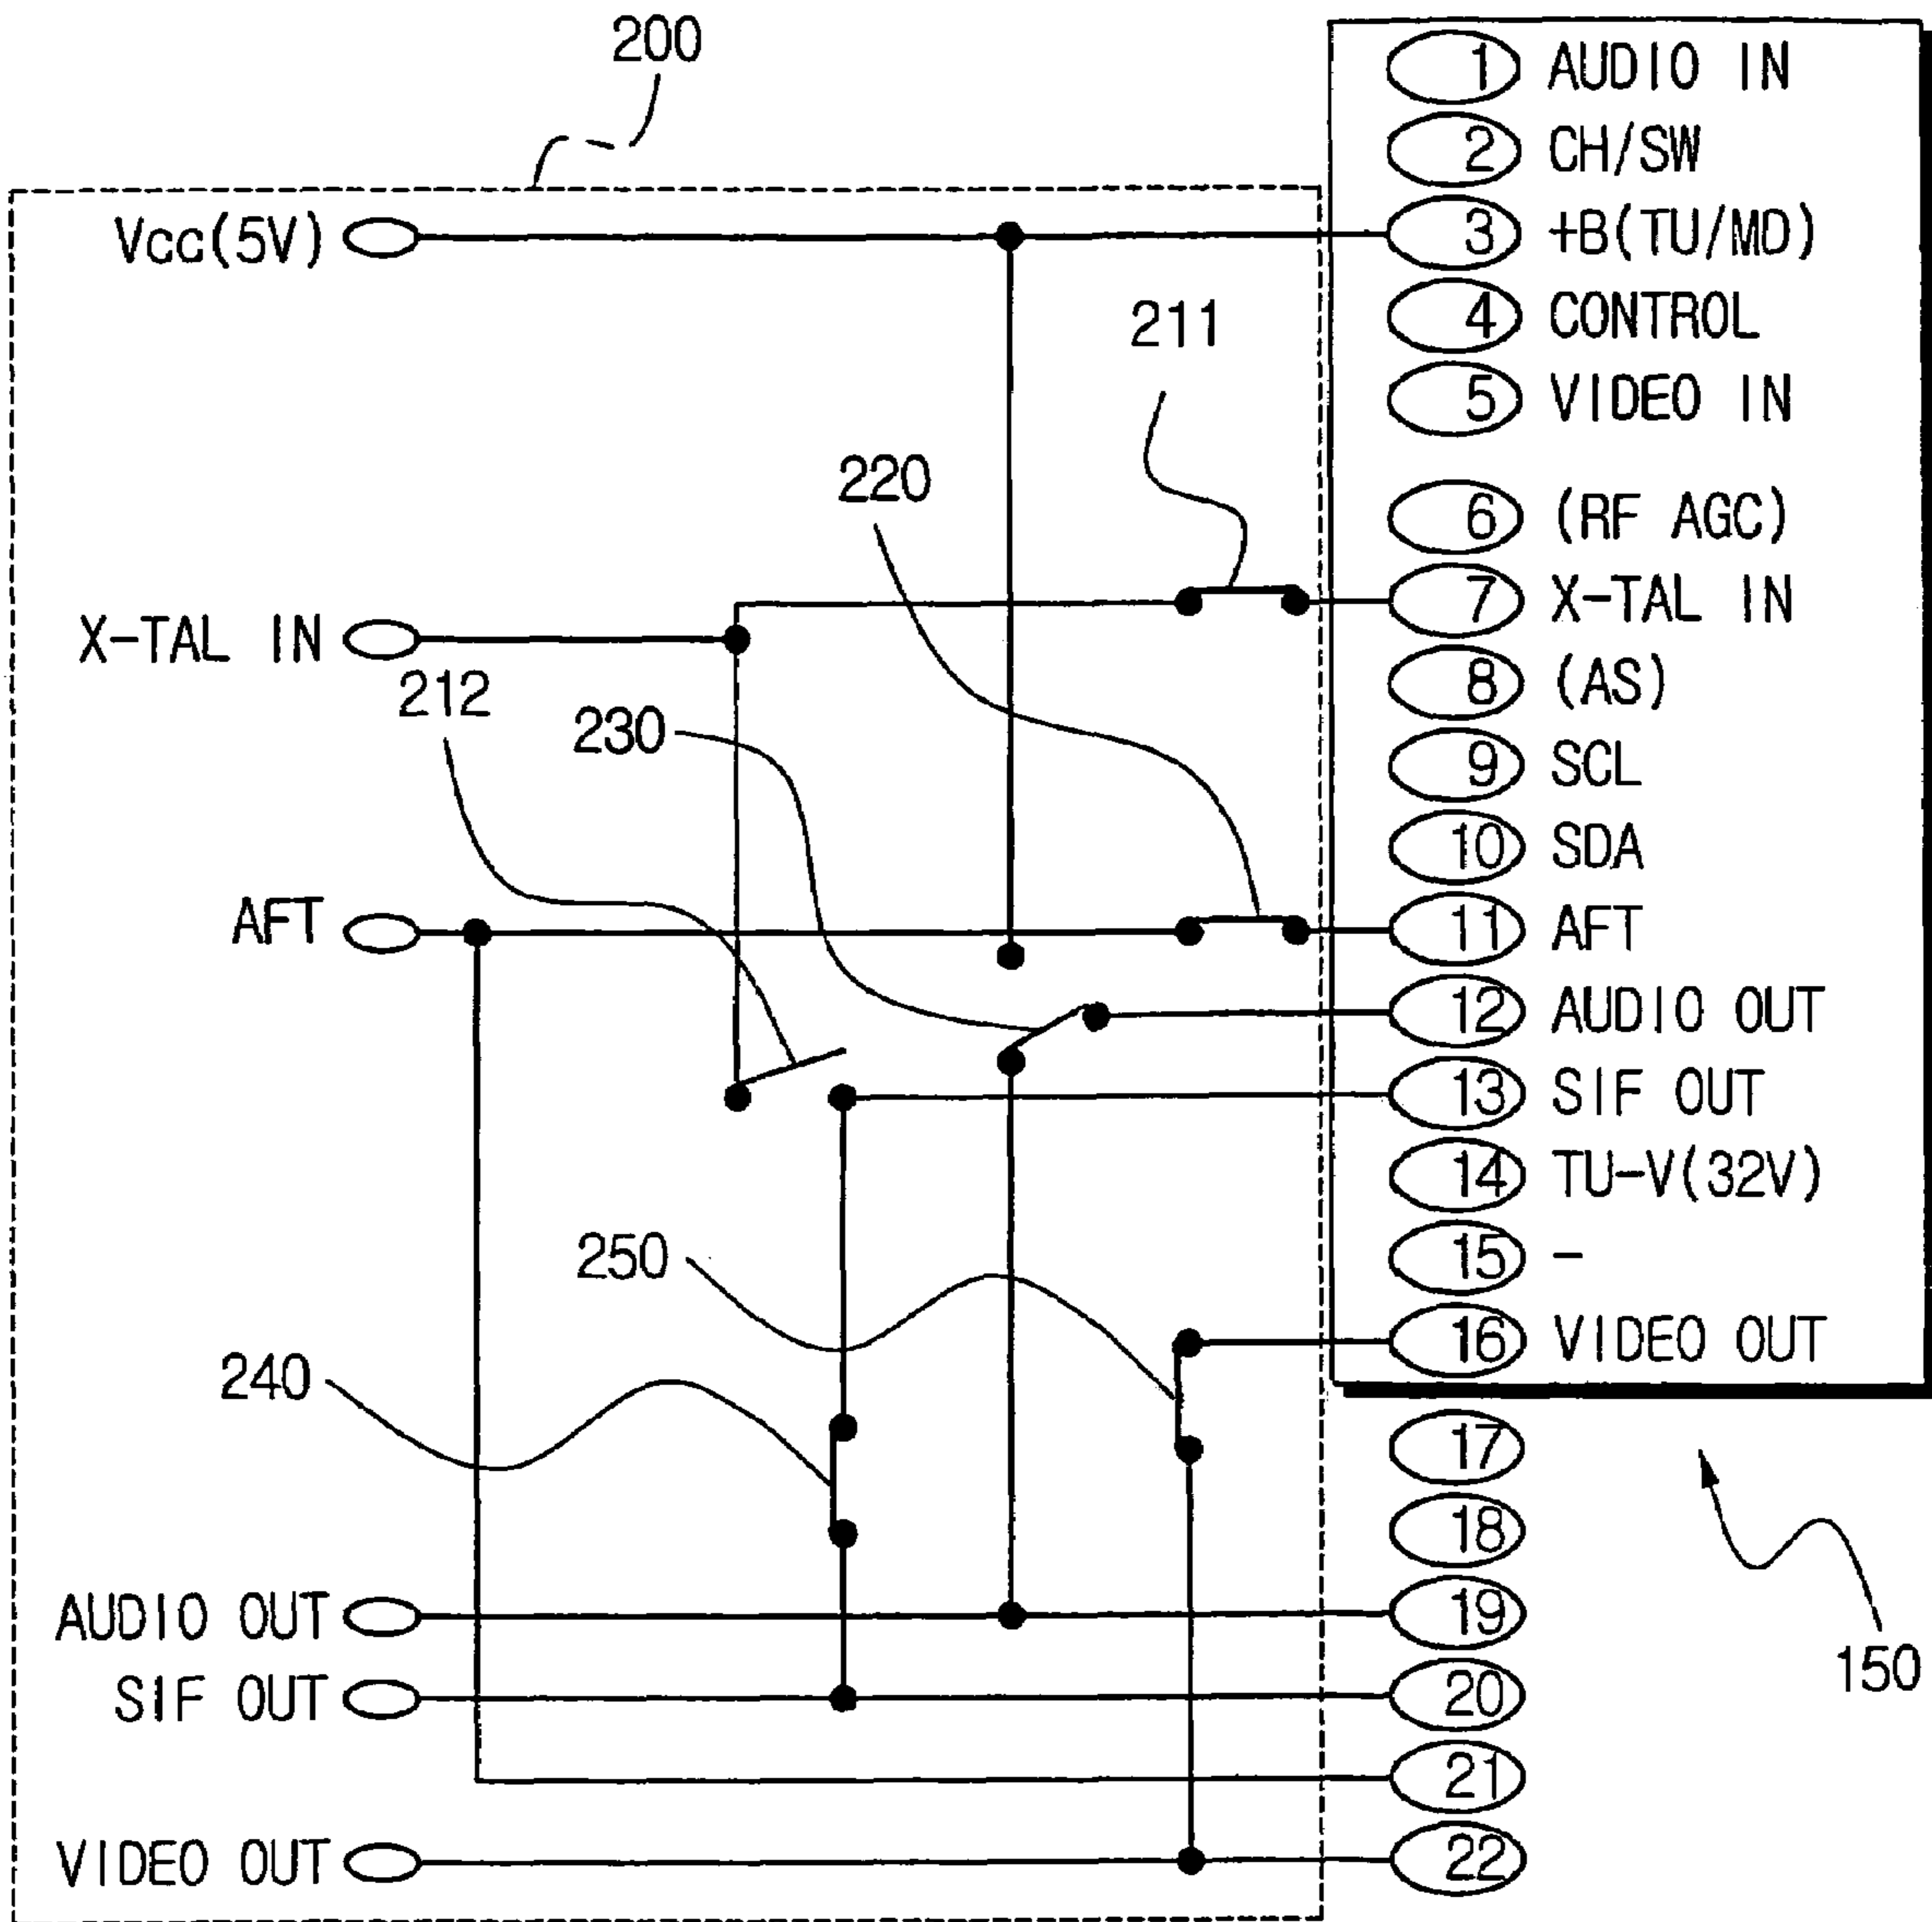 200
1 AUDIO IN
2 CH/SW
Vcc(5V)
3 +B(TU/MD)
4 CONTROL
211
5 VIDEO IN
220
6 (RF AGC)
7 X-TAL IN
X-TAL IN
8 (AS)
212
230
9 SCL
10 SDA
AFT
11 AFT
12 AUDIO OUT
13 SIF OUT
14 TU-V(32V)
250
15 -
16 VIDEO OUT
240
17
18
AUDIO OUT
19
150
SIF OUT
20
21
VIDEO OUT
22